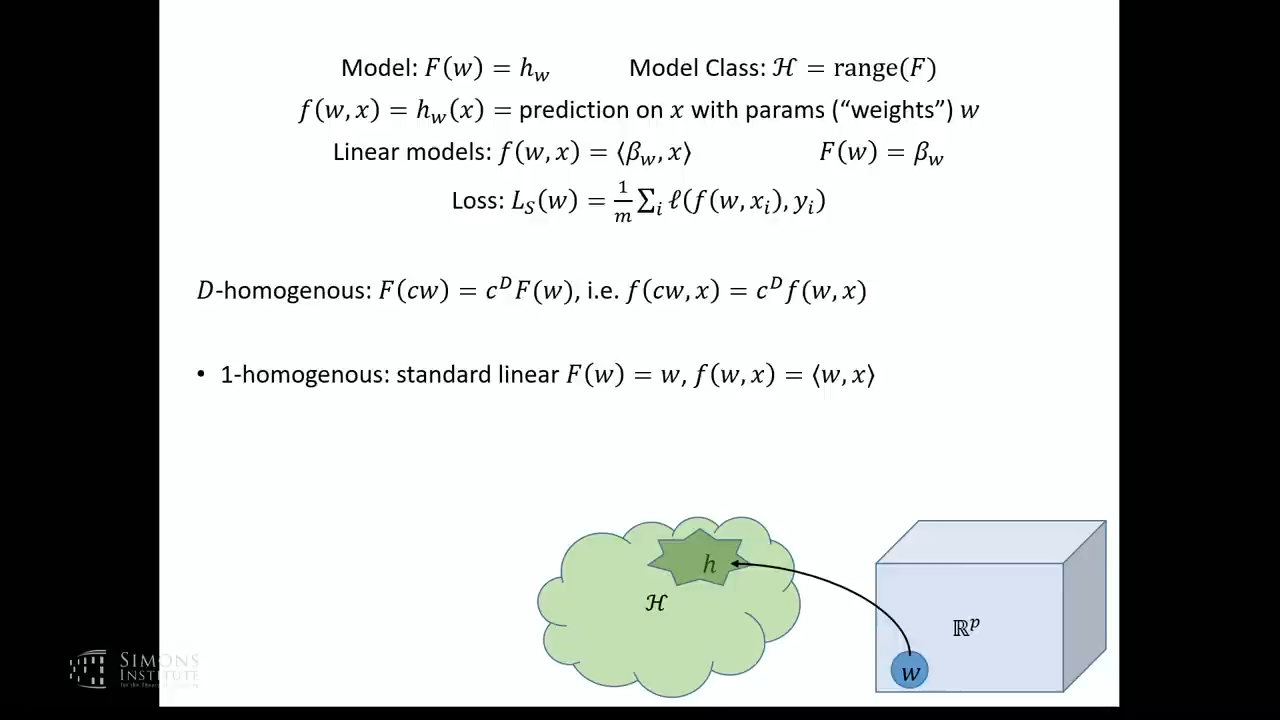 Model: F(w) = h_w Model Class: ℋ = range(F)
f(w, x) = h_w(x) = prediction on x with params (“weights”) w
Linear models: f(w, x) = ⟨β_w, x⟩ F(w) = β_w
Loss: L_S(w) = 1/m ∑_i ℓ(f(w, x_i), y_i)
D-homogenous: F(cw) = c^D F(w), i.e. f(cw, x) = c^D f(w, x)
• 1-homogenous: standard linear F(w) = w, f(w, x) = ⟨w, x⟩
h
ℋ
ℝ^p
w
SIMONS
INSTITUTE